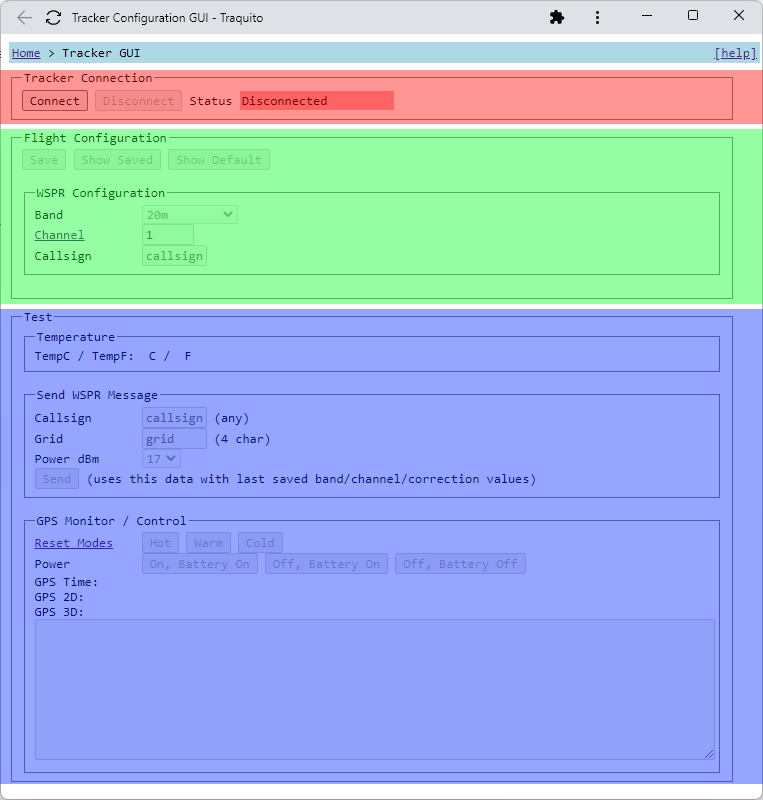 Tracker Configuration GUI - Traquito
Home > Tracker GUI [help]
Tracker Connection
Connect Disconnect Status Disconnected
Flight Configuration
Save Show Saved Show Default
WSPR Configuration
Band 20m
Channel 1
Callsign callsign
Test
Temperature
TempC / TempF: C / F
Send WSPR Message
Callsign callsign (any)
Grid grid (4 char)
Power dBm 17
Send (uses this data with last saved band/channel/correction values)
GPS Monitor / Control
Reset Modes Hot Warm Cold
Power On, Battery On Off, Battery On Off, Battery Off
GPS Time:
GPS 2D:
GPS 3D: